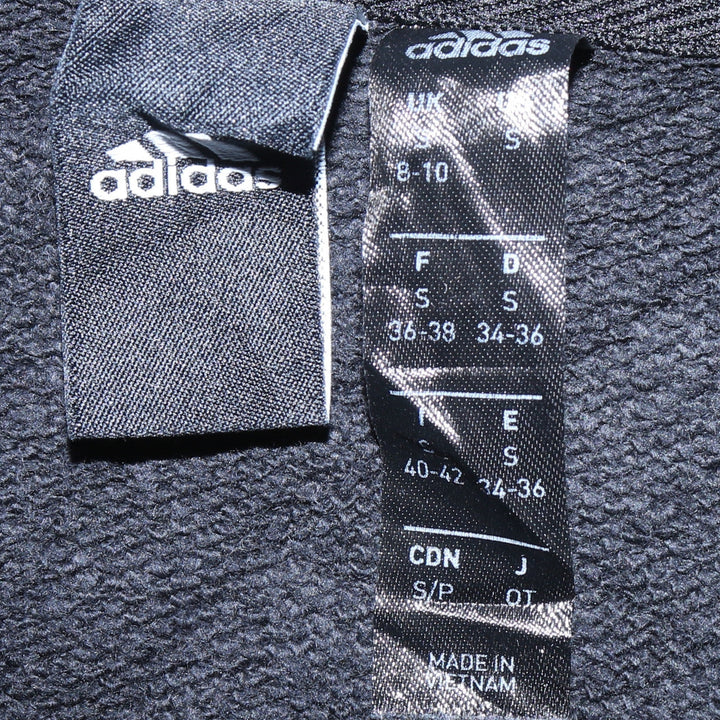 adidas
adidas
UK US
S S
8-10
F D
S S
36-38 34-36
I E
S S
40-42 34-36
CDN J
S/P OT
MADE IN
VIETNAM